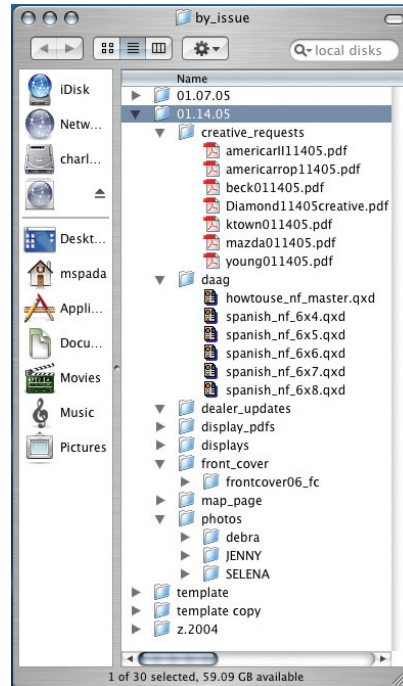 by_issue
local disks
iDisk
Netw...
charl...
Deskt...
mspada
Appli...
Docu...
Movies
Music
Pictures
Name
01.07.05
01.14.05
creative_requests
americarll11405.pdf
americarrop11405.pdf
beck011405.pdf
Diamond11405creative.pdf
ktown011405.pdf
mazda011405.pdf
young011405.pdf
daag
howtouse_nf_master.qxd
spanish_nf_6x4.qxd
spanish_nf_6x5.qxd
spanish_nf_6x6.qxd
spanish_nf_6x7.qxd
spanish_nf_6x8.qxd
dealer_updates
display_pdfs
displays
front_cover
frontcover06_fc
map_page
photos
debra
JENNY
SELENA
template
template copy
z.2004
1 of 30 selected, 59.09 GB available